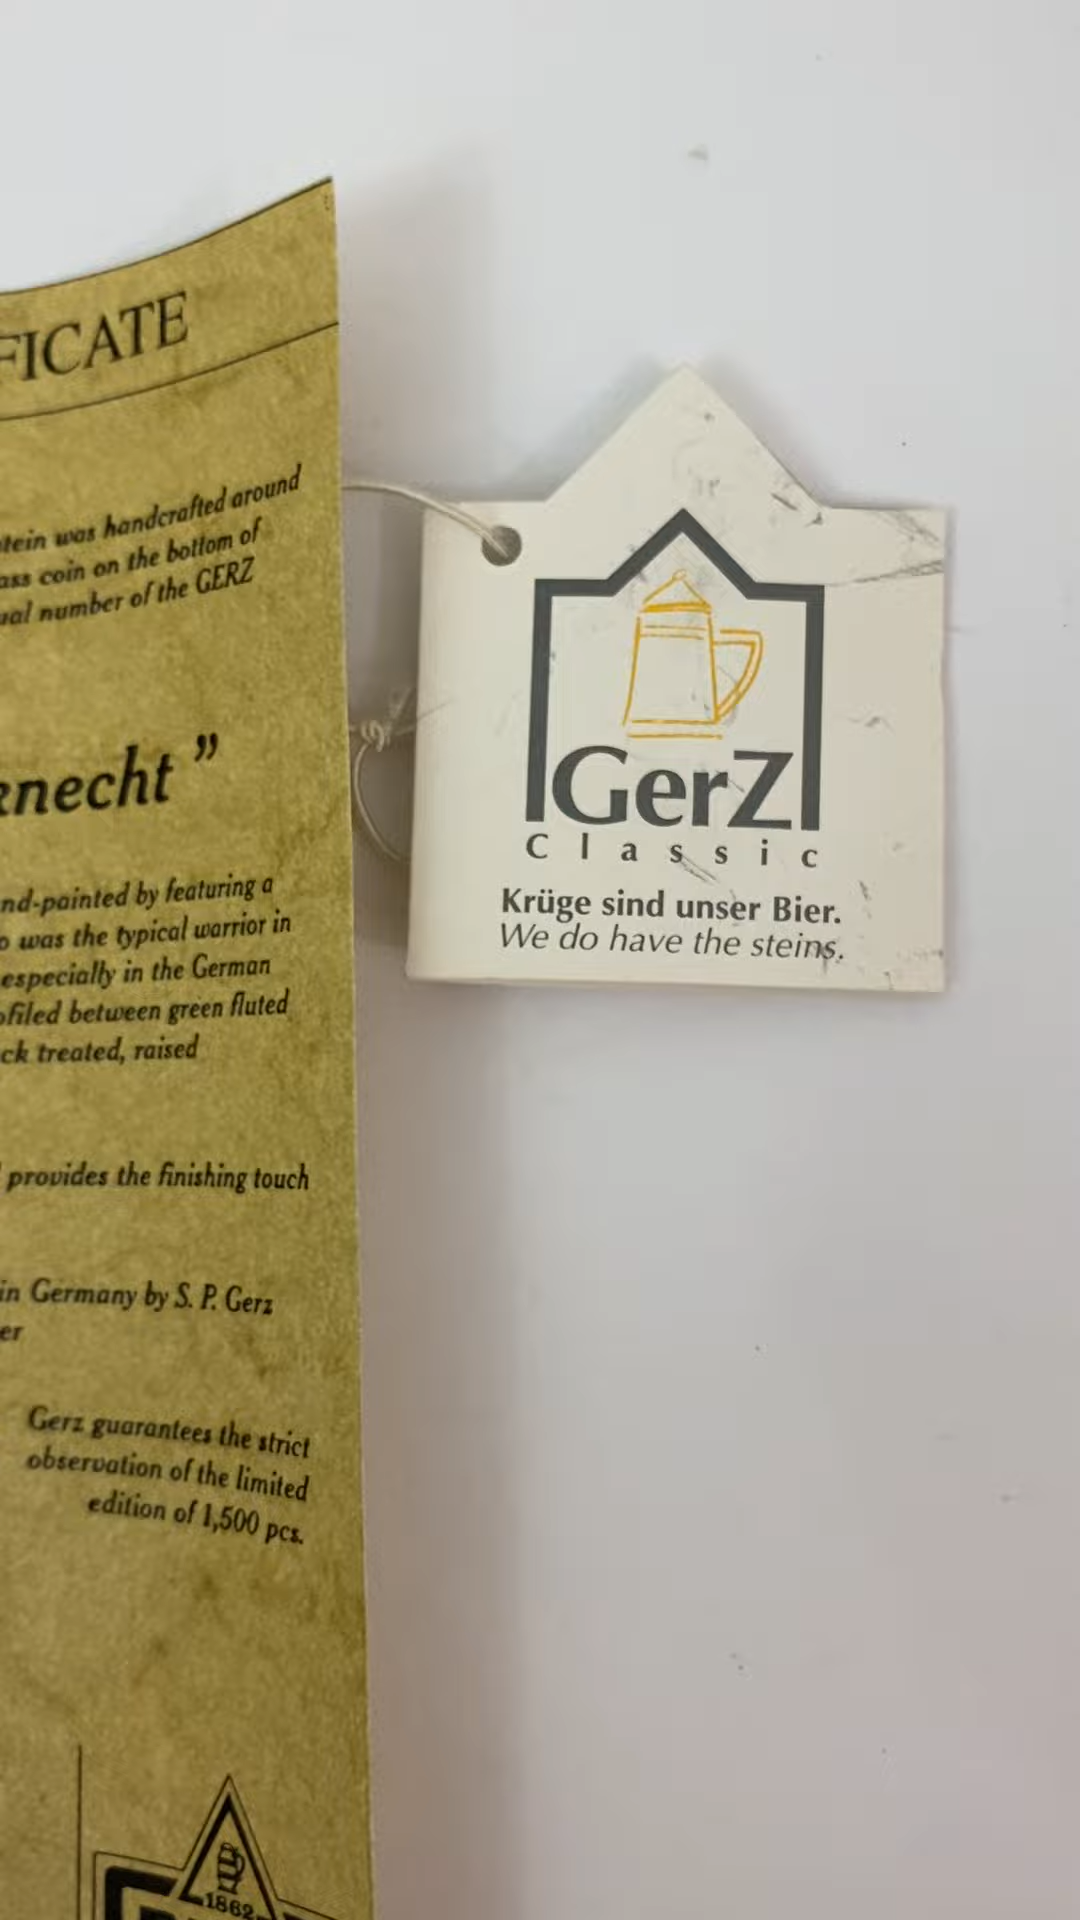 FICATE
tein was handcrafted around
ass coin on the bottom of
ual number of the GERZ
knecht ”
nd-painted by featuring a
o was the typical warrior in
especially in the German
ofiled between green fluted
ck treated, raised
provides the finishing touch
in Germany by S. P. Gerz
er
Gerz guarantees the strict
observation of the limited
edition of 1,500 pcs.
1862
GerZ
Classic
Krüge sind unser Bier.
We do have the steins.